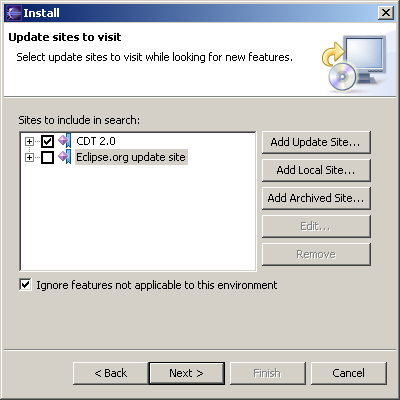 Install
Update sites to visit
Select update sites to visit while looking for new features.
Sites to include in search:
CDT 2.0
Eclipse.org update site
Add Update Site...
Add Local Site...
Add Archived Site...
Edit...
Remove
Ignore features not applicable to this environment
< Back
Next >
Finish
Cancel